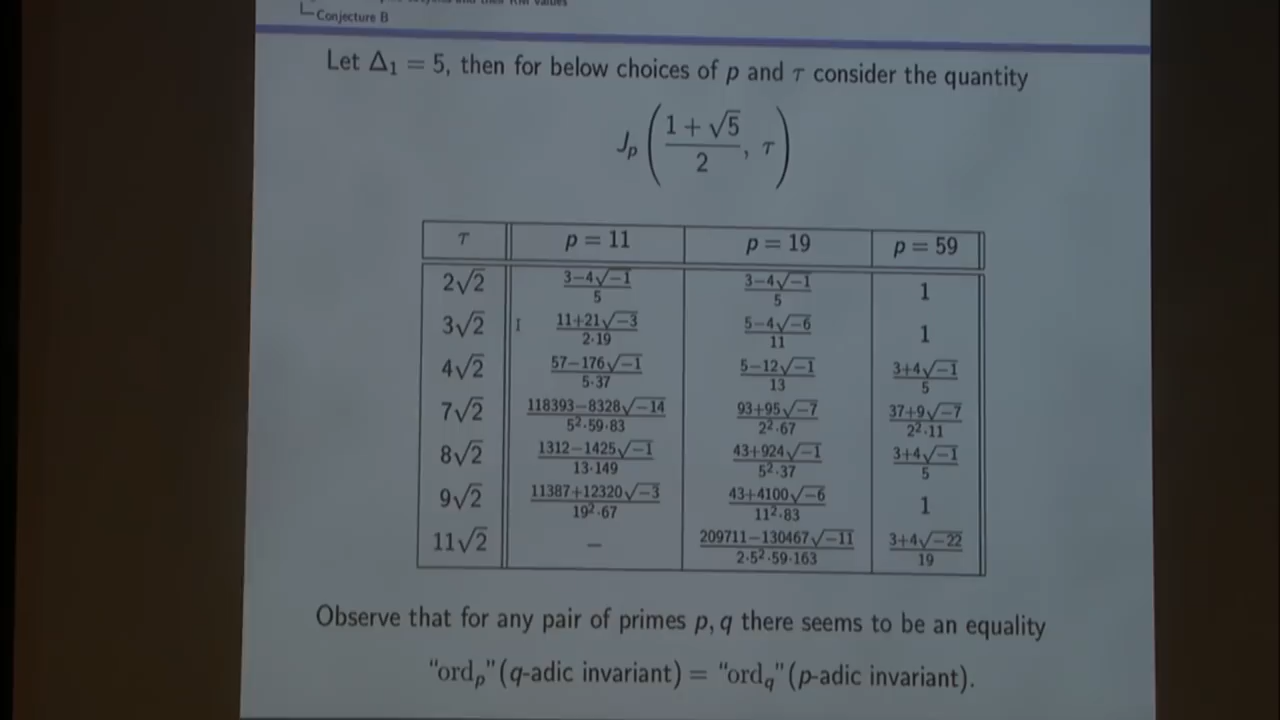 Conjecture B
Let Δ₁ = 5, then for below choices of p and τ consider the quantity
J_p ( (1 + √5)/2 , τ )
τ | p = 11 | p = 19 | p = 59
2√2 | (3−4√−1)/5 | (3−4√−1)/5 | 1
3√2 | (11+21√−3)/(2·19) | (5−4√−6)/11 | 1
4√2 | (57−176√−1)/(5·37) | (5−12√−1)/13 | (3+4√−1)/5
7√2 | (118393−8328√−14)/(5²·59·83) | (93+95√−7)/(2²·67) | (37+9√−7)/(2²·11)
8√2 | (1312−1425√−1)/(13·149) | (43+924√−1)/(5²·37) | (3+4√−1)/5
9√2 | (11387+12320√−3)/(19²·67) | (43+4100√−6)/(11²·83) | 1
11√2 | – | (209711−130467√−11)/(2·5²·59·163) | (3+4√−22)/19
Observe that for any pair of primes p, q there seems to be an equality
"ord_p"(q-adic invariant) = "ord_q"(p-adic invariant).